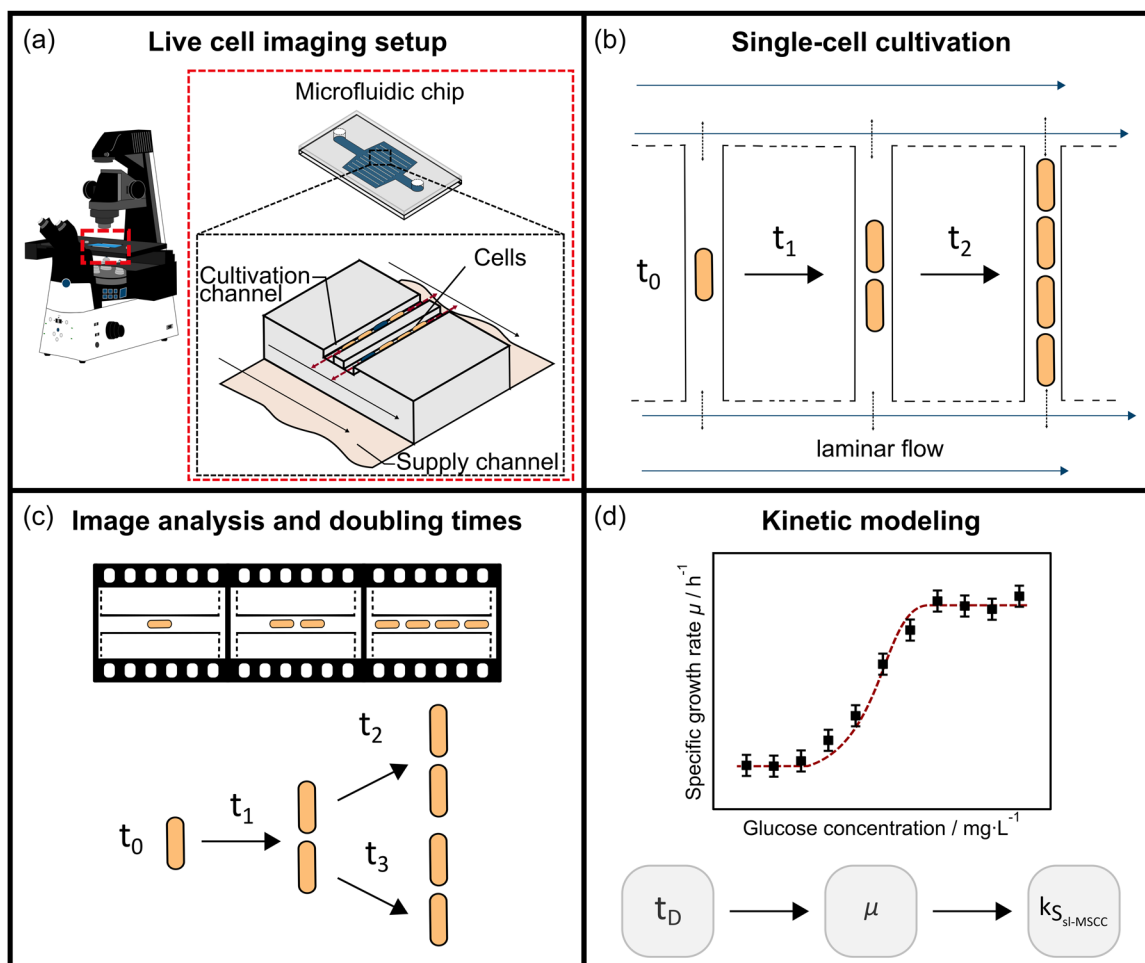 (a)
Live cell imaging setup
Microfluidic chip
Cultivation
channel
Cells
Supply channel
(b)
Single-cell cultivation
t₀
t₁
t₂
laminar flow
(c)
Image analysis and doubling times
t₀
t₁
t₂
t₃
(d)
Kinetic modeling
Specific growth rate μ / h⁻¹
Glucose concentration / mg·L⁻¹
t_D
μ
k_S_sl-MSCC